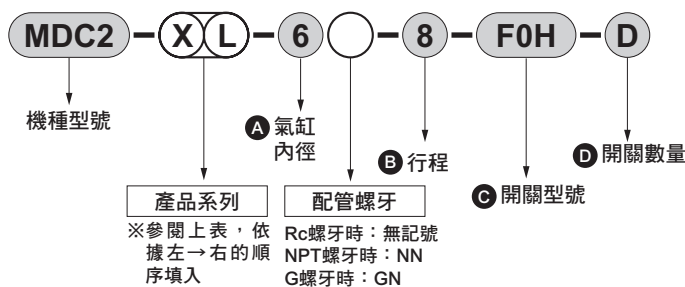 MDC2-XL-6-8-F0H-D
機種型號
A 氣缸
內徑
B 行程
C 開關型號
D 開關數量
產品系列
※參閱上表，依
據左→右的順
序填入
配管螺牙
Rc螺牙時：無記號
NPT螺牙時：NN
G螺牙時：GN